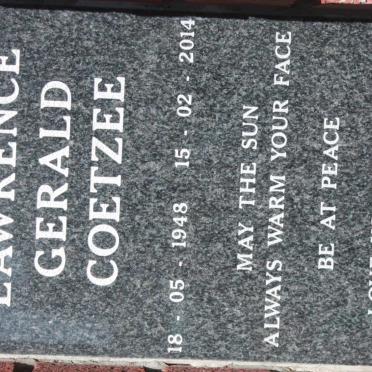 LAWRENCE
GERALD
COETZEE
18 - 05 - 1948 15 - 02 - 2014
MAY THE SUN
ALWAYS WARM YOUR FACE
BE AT PEACE